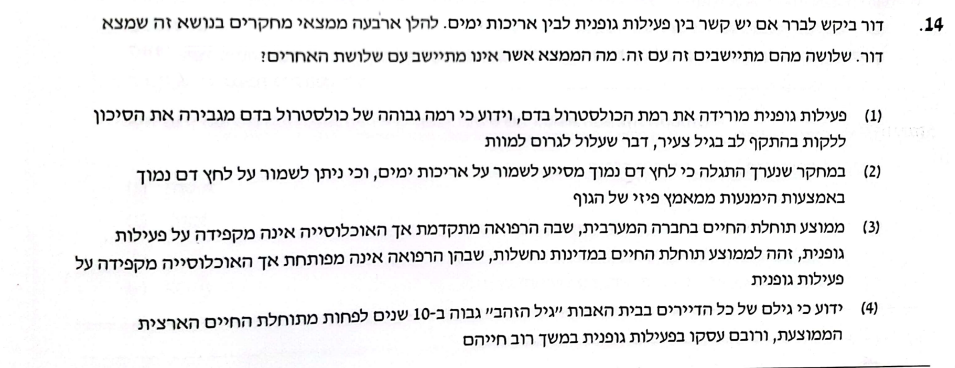 14. דור ביקש לברר אם יש קשר בין פעילות גופנית לבין אריכות ימים. להלן ארבעה ממצאי מחקרים בנושא זה שמצא
דור. שלושה מהם מתיישבים זה עם זה. מה הממצא אשר אינו מתיישב עם שלושת האחרים?
(1) פעילות גופנית מורידה את רמת הכולסטרול בדם, וידוע כי רמה גבוהה של כולסטרול בדם מגבירה את הסיכון
ללקות בהתקף לב בגיל צעיר, דבר שעלול לגרום למוות
(2) במחקר שנערך התגלה כי לחץ דם נמוך מסייע לשמור על אריכות ימים, וכי ניתן לשמור על לחץ דם נמוך
באמצעות הימנעות ממאמץ פיזי של הגוף
(3) ממוצע תוחלת החיים בחברה המערבית, שבה הרפואה מתקדמת אך האוכלוסייה אינה מקפידה על פעילות
גופנית, זהה לממוצע תוחלת החיים במדינות נחשלות, שבהן הרפואה אינה מפותחת אך האוכלוסייה מקפידה על
פעילות גופנית
(4) ידוע כי גילם של כל הדיירים בבית האבות "גיל הזהב" גבוה ב-10 שנים לפחות מתוחלת החיים הארצית
הממוצעת, ורובם עסקו בפעילות גופנית במשך רוב חייהם